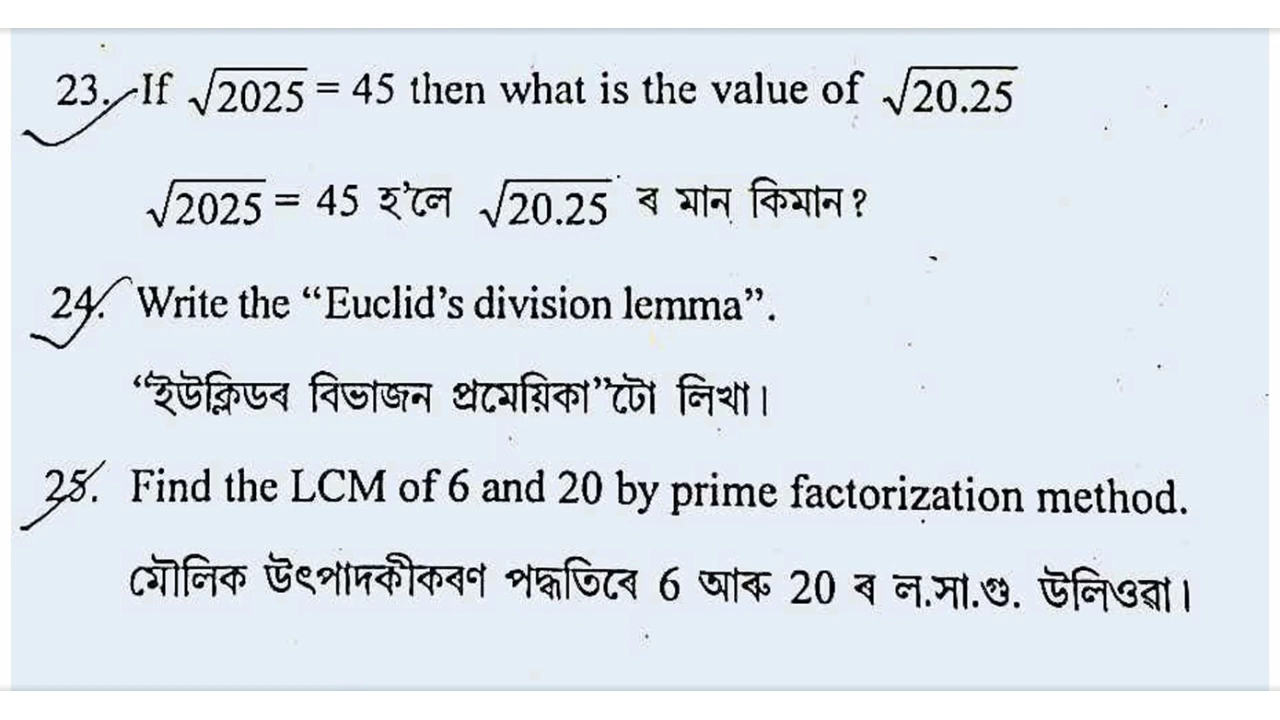 23. If √2025 = 45 then what is the value of √20.25
√2025 = 45 হ’লে √20.25 ৰ মান কিমান?
24. Write the “Euclid’s division lemma”.
“ইউক্লিডৰ বিভাজন প্ৰমেয়িকা”টো লিখা।
25. Find the LCM of 6 and 20 by prime factorization method.
মৌলিক উৎপাদকীকৰণ পদ্ধতিৰে 6 আৰু 20 ৰ ল.সা.গু. উলিওৱা।